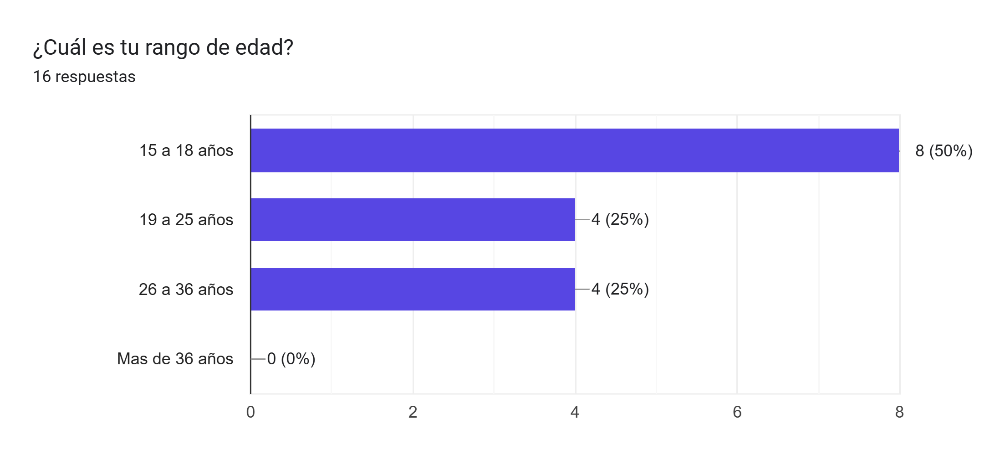 ¿Cuál es tu rango de edad?
16 respuestas
15 a 18 años
8 (50%)
19 a 25 años
4 (25%)
26 a 36 años
4 (25%)
Mas de 36 años
0 (0%)
0 2 4 6 8